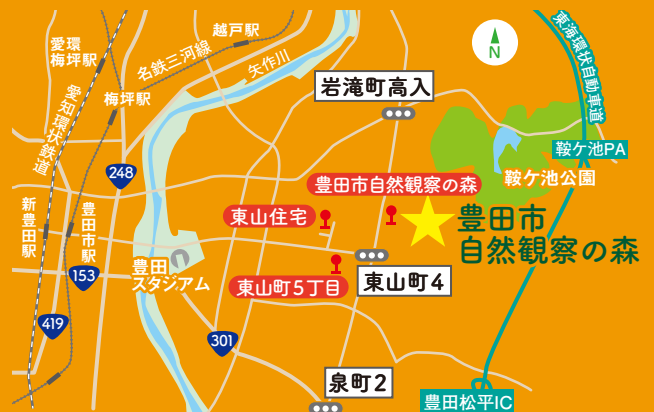 越戸駅
愛環
梅坪駅
名鉄三河線
矢作川
N
東海環状自動車道
岩滝町高入
梅坪駅
愛知環状鉄道
鞍ケ池PA
248
豊田市自然観察の森
鞍ケ池公園
新豊田駅
豊田市駅
東山住宅
豊田市
自然観察の森
153
豊田
スタジアム
東山町5丁目
東山町4
419
301
泉町2
豊田松平IC